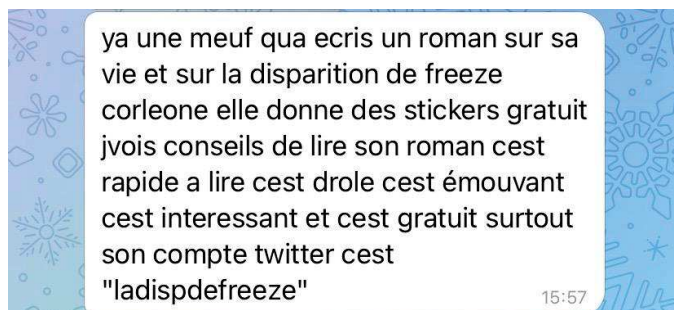 ya une meuf qua ecris un roman sur sa
vie et sur la disparition de freeze
corleone elle donne des stickers gratuit
jvois conseils de lire son roman cest
rapide a lire cest drole cest émouvant
cest interessant et cest gratuit surtout
son compte twitter cest
"ladispdefreeze"
15:57